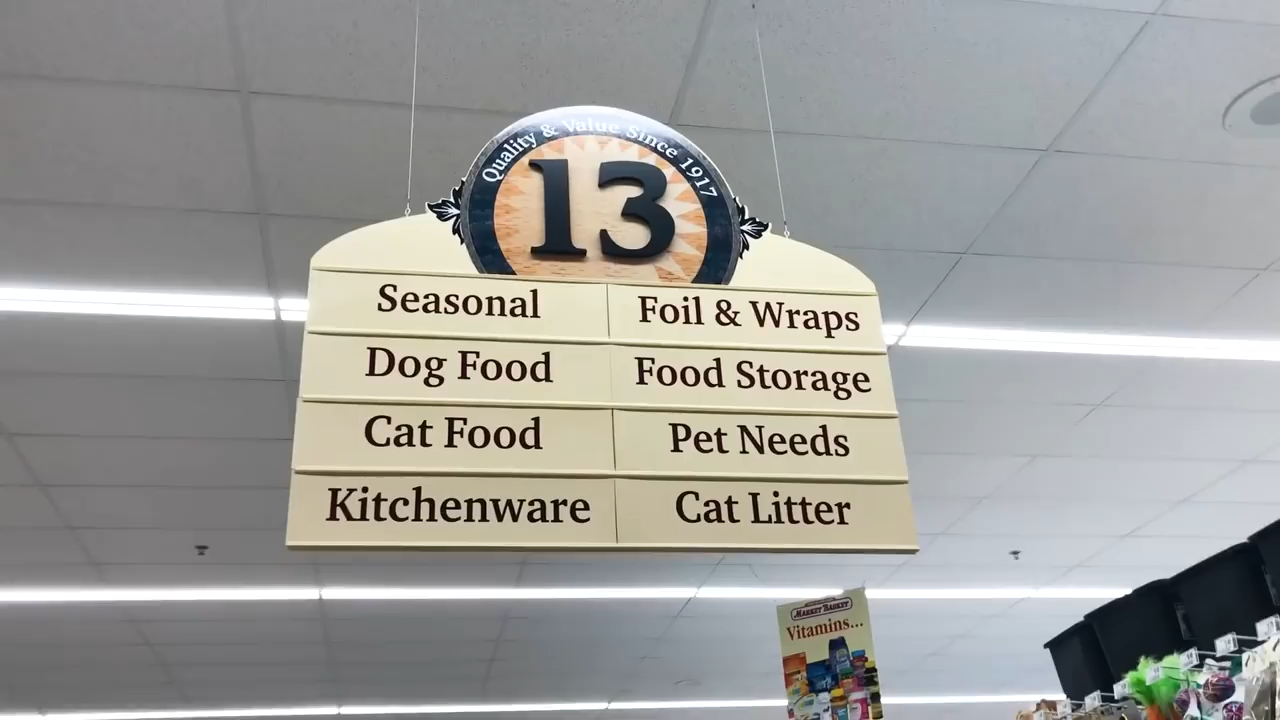 Quality & Value Since 1917
13
Seasonal
Foil & Wraps
Dog Food
Food Storage
Cat Food
Pet Needs
Kitchenware
Cat Litter
MARKET BASKET
Vitamins...